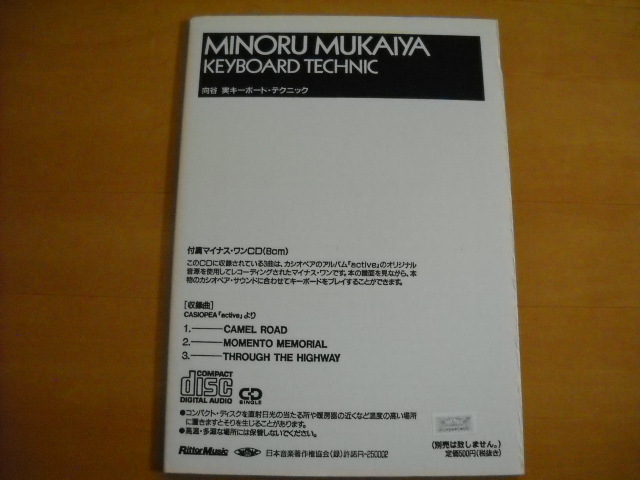 MINORU MUKAIYA
KEYBOARD TECHNIC
向谷 実キーボード・テクニック
付属マイナス・ワンCD(8cm)
このCDに収録されている3曲は、カシオペアのアルバム「active」のオリジナル
音源を使用してレコーディングされたマイナス・ワンです。本の譜面を見ながら、本
物のカシオペア・サウンドに合わせてキーボードをプレイすることができます。
[収録曲]
CASIOPEA「active」より
1.——CAMEL ROAD
2.——MOMENTO MEMORIAL
3.——THROUGH THE HIGHWAY
COMPACT
disc
DIGITAL AUDIO
CD
SINGLE
●コンパクト・ディスクを直射日光の当たる所や暖房器の近くなど温度の高い場所
に置きますとそりを生じることがあります。
●高温・多湿な場所には保管しないでください。
(別売は致しません。)
定価500円(税抜き)
Rittor Music
日本音楽著作権協会(録)許諾R-250002